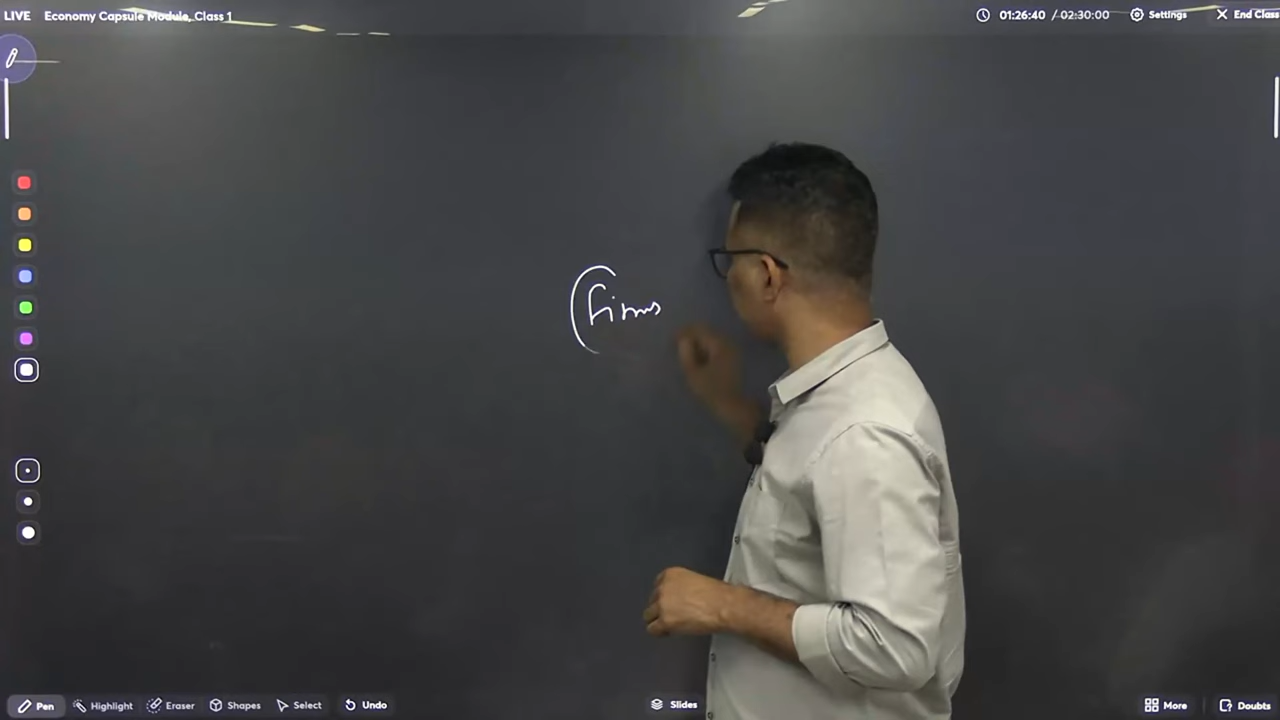 LIVE Economy Capsule Module, Class 1 01:26:40 / 02:30:00 Settings End Class
(Firms
Pen Highlight Eraser Shapes Select Undo Slides More Doubts